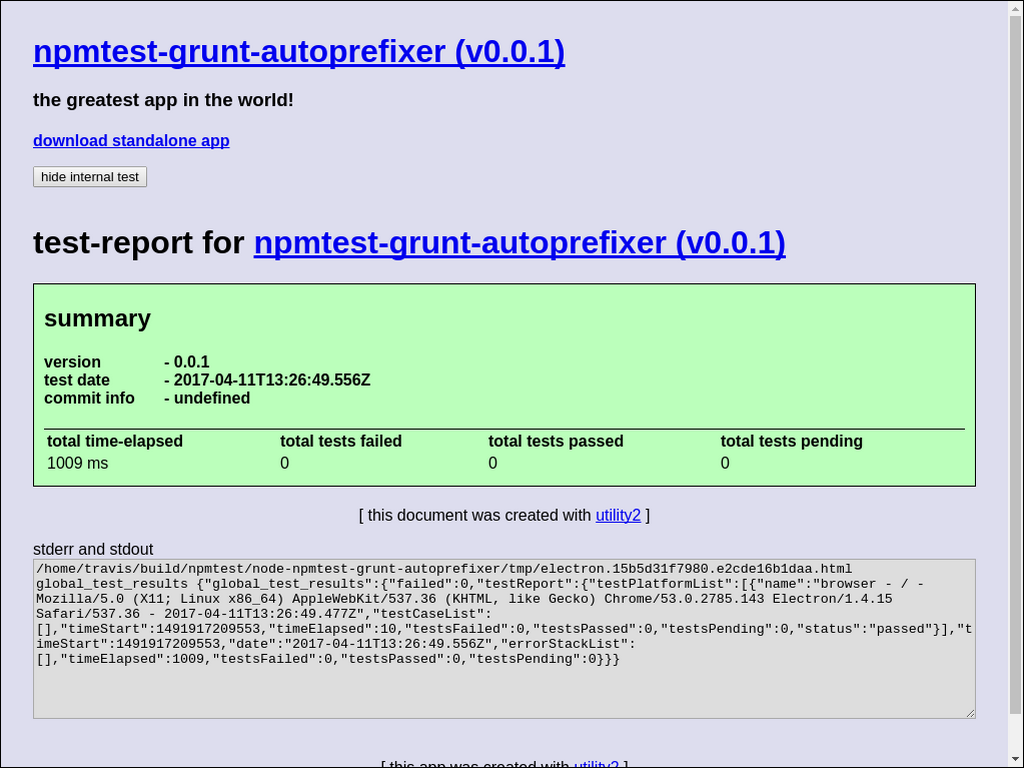 npmtest-grunt-autoprefixer (v0.0.1)
the greatest app in the world!
download standalone app
hide internal test
test-report for npmtest-grunt-autoprefixer (v0.0.1)
summary
version - 0.0.1
test date - 2017-04-11T13:26:49.556Z
commit info - undefined
total time-elapsed total tests failed total tests passed total tests pending
1009 ms 0 0 0
[ this document was created with utility2 ]
stderr and stdout
/home/travis/build/npmtest/node-npmtest-grunt-autoprefixer/tmp/electron.15b5d31f7980.e2cde16b1daa.html
global_test_results {"global_test_results":{"failed":0,"testReport":{"testPlatformList":[{"name":"browser - / -
Mozilla/5.0 (X11; Linux x86_64) AppleWebKit/537.36 (KHTML, like Gecko) Chrome/53.0.2785.143 Electron/1.4.15
Safari/537.36 - 2017-04-11T13:26:49.477Z","testCaseList":
[],"timeStart":1491917209553,"timeElapsed":10,"testsFailed":0,"testsPassed":0,"testsPending":0,"status":"passed"}],"t
imeStart":1491917209553,"date":"2017-04-11T13:26:49.556Z","errorStackList":
[],"timeElapsed":1009,"testsFailed":0,"testsPassed":0,"testsPending":0}}}
[ this app was created with utility2 ]